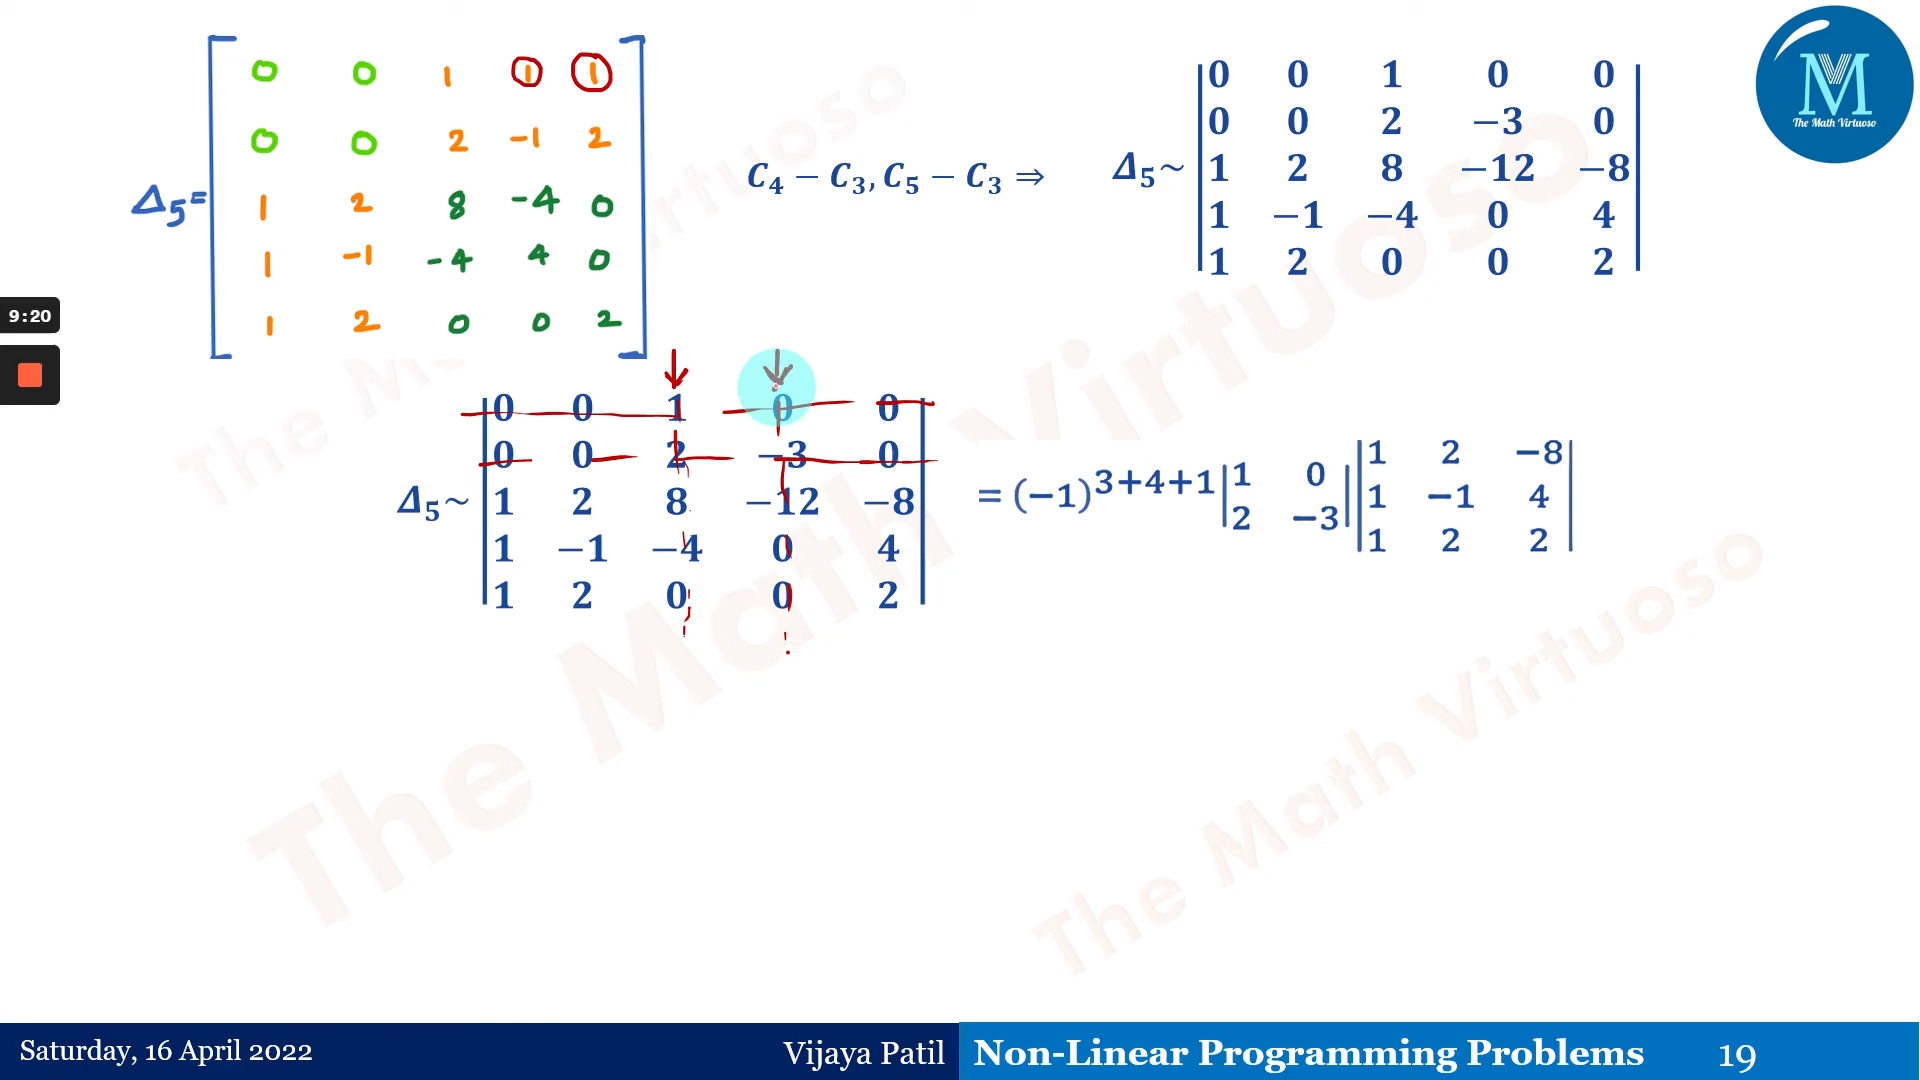 0 0 1 1 1
0 0 2 -1 2
Δ5= 1 2 8 -4 0
1 -1 -4 4 0
1 2 0 0 2
C₄ − C₃, C₅ − C₃ ⇒
0 0 1 0 0
0 0 2 −3 0
Δ₅~ 1 2 8 −12 −8
1 −1 −4 0 4
1 2 0 0 2
M
The Math Virtuoso
9:20
0 0 1 0 0
0 0 2 −3 0
Δ₅~ 1 2 8 −12 −8
1 −1 −4 0 4
1 2 0 0 2
= (−1)³⁺⁴⁺¹ |1 0| |1 2 −8|
|2 −3| |1 −1 4|
|1 2 2|
The Math Virtuoso
The Math Virtuoso
The Math Virtuoso
Saturday, 16 April 2022
Vijaya Patil
Non-Linear Programming Problems
19